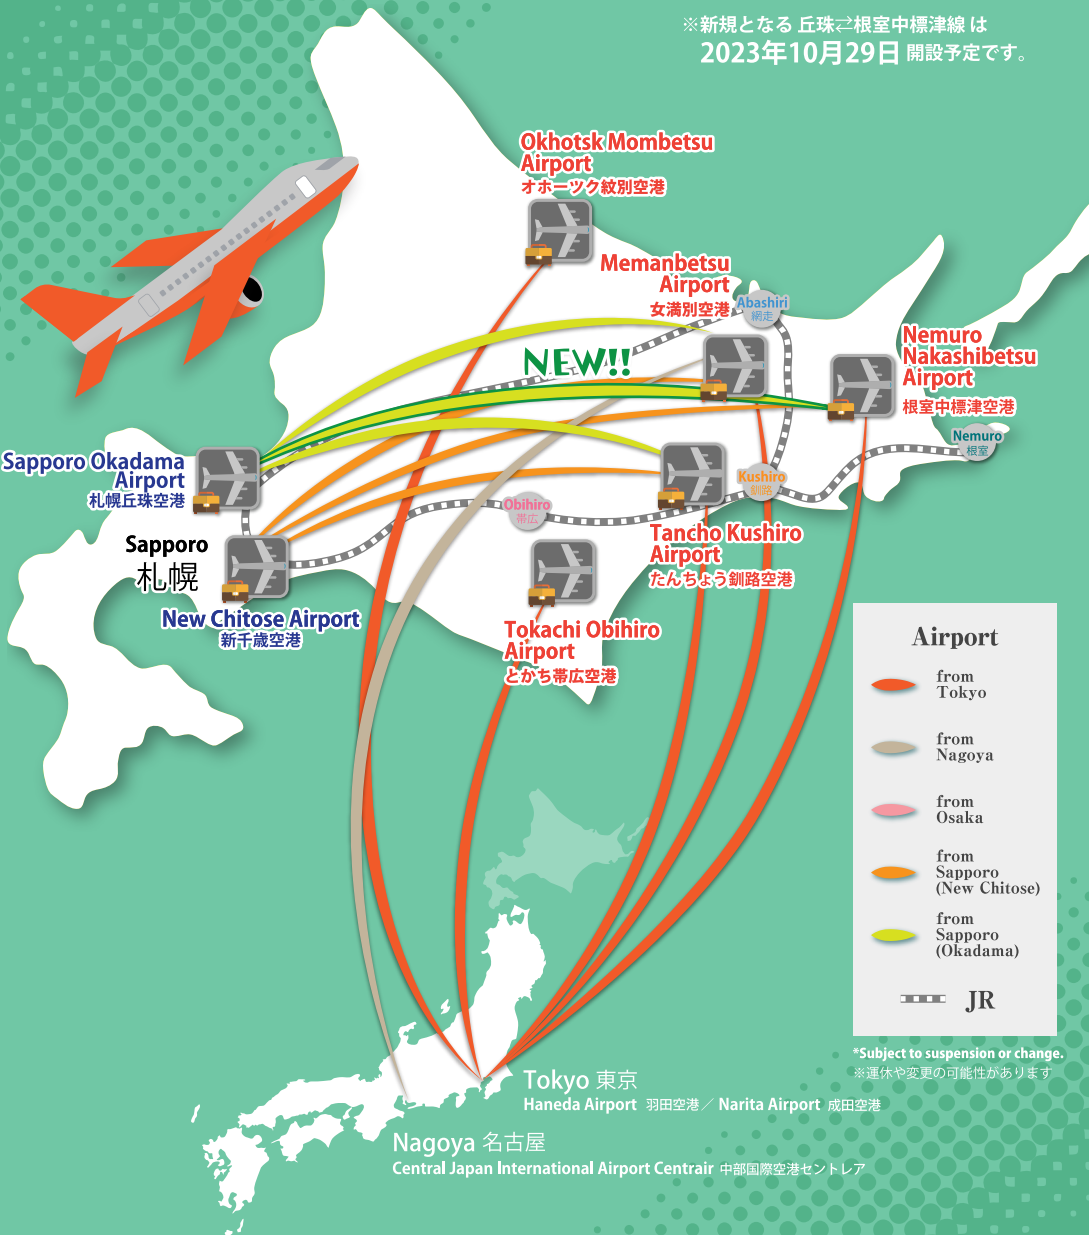 ※新規となる 丘珠⇄根室中標津線 は
2023年10月29日 開設予定です。
Okhotsk Mombetsu
Airport
オホーツク紋別空港
Memanbetsu
Airport
女満別空港
Abashiri
網走
NEW!!
Nemuro
Nakashibetsu
Airport
根室中標津空港
Nemuro
根室
Sapporo Okadama
Airport
札幌丘珠空港
Kushiro
釧路
Obihiro
帯広
Sapporo
札幌
Tancho Kushiro
Airport
たんちょう釧路空港
New Chitose Airport
新千歳空港
Tokachi Obihiro
Airport
とかち帯広空港
Airport
from
Tokyo
from
Nagoya
from
Osaka
from
Sapporo
(New Chitose)
from
Sapporo
(Okadama)
JR
*Subject to suspension or change.
※運休や変更の可能性があります
Tokyo 東京
Haneda Airport 羽田空港／Narita Airport 成田空港
Nagoya 名古屋
Central Japan International Airport Centrair 中部国際空港セントレア